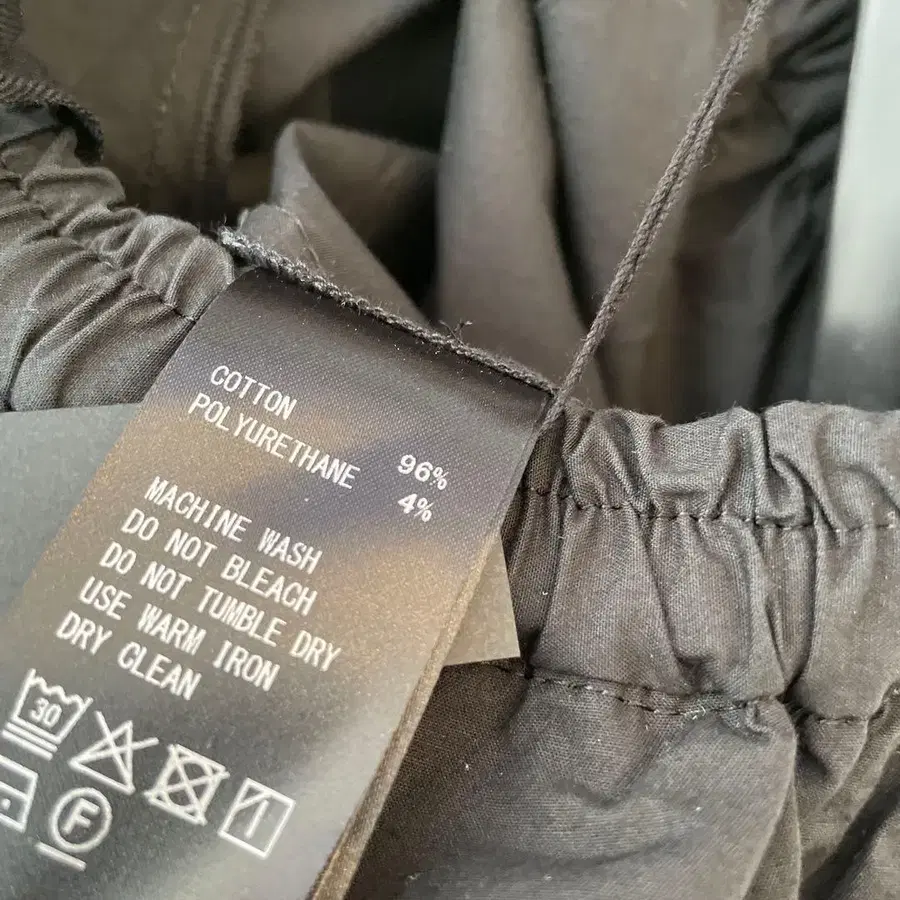 COTTON 96%
POLYURETHANE 4%
MACHINE WASH
DO NOT BLEACH
DO NOT TUMBLE DRY
USE WARM IRON
DRY CLEAN
30
F